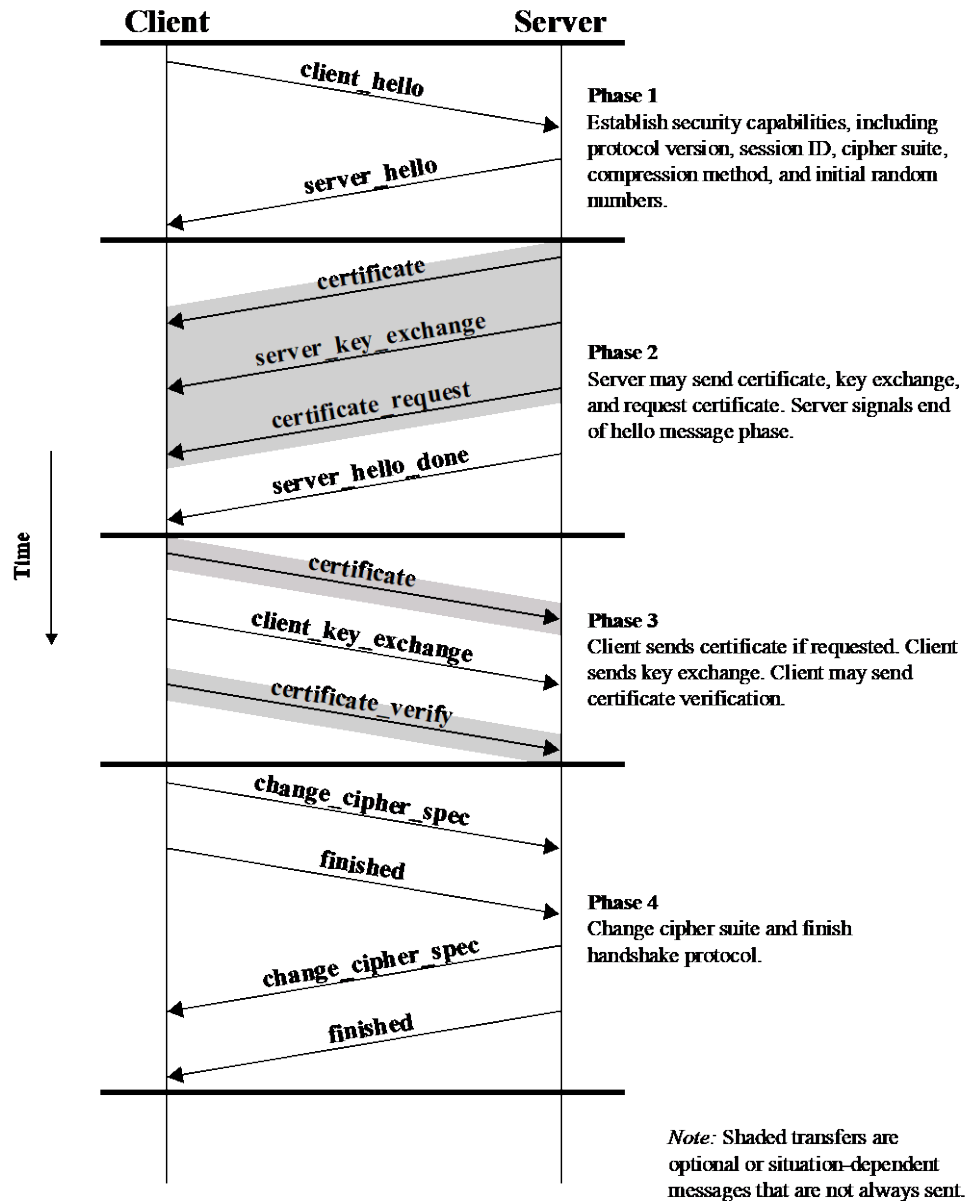 Client
Server
client_hello
server_hello
Phase 1
Establish security capabilities, including
protocol version, session ID, cipher suite,
compression method, and initial random
numbers.
certificate
server_key_exchange
certificate_request
server_hello_done
Phase 2
Server may send certificate, key exchange,
and request certificate. Server signals end
of hello message phase.
Time
certificate
client_key_exchange
certificate_verify
Phase 3
Client sends certificate if requested. Client
sends key exchange. Client may send
certificate verification.
change_cipher_spec
finished
change_cipher_spec
finished
Phase 4
Change cipher suite and finish
handshake protocol.
Note: Shaded transfers are
optional or situation-dependent
messages that are not always sent.